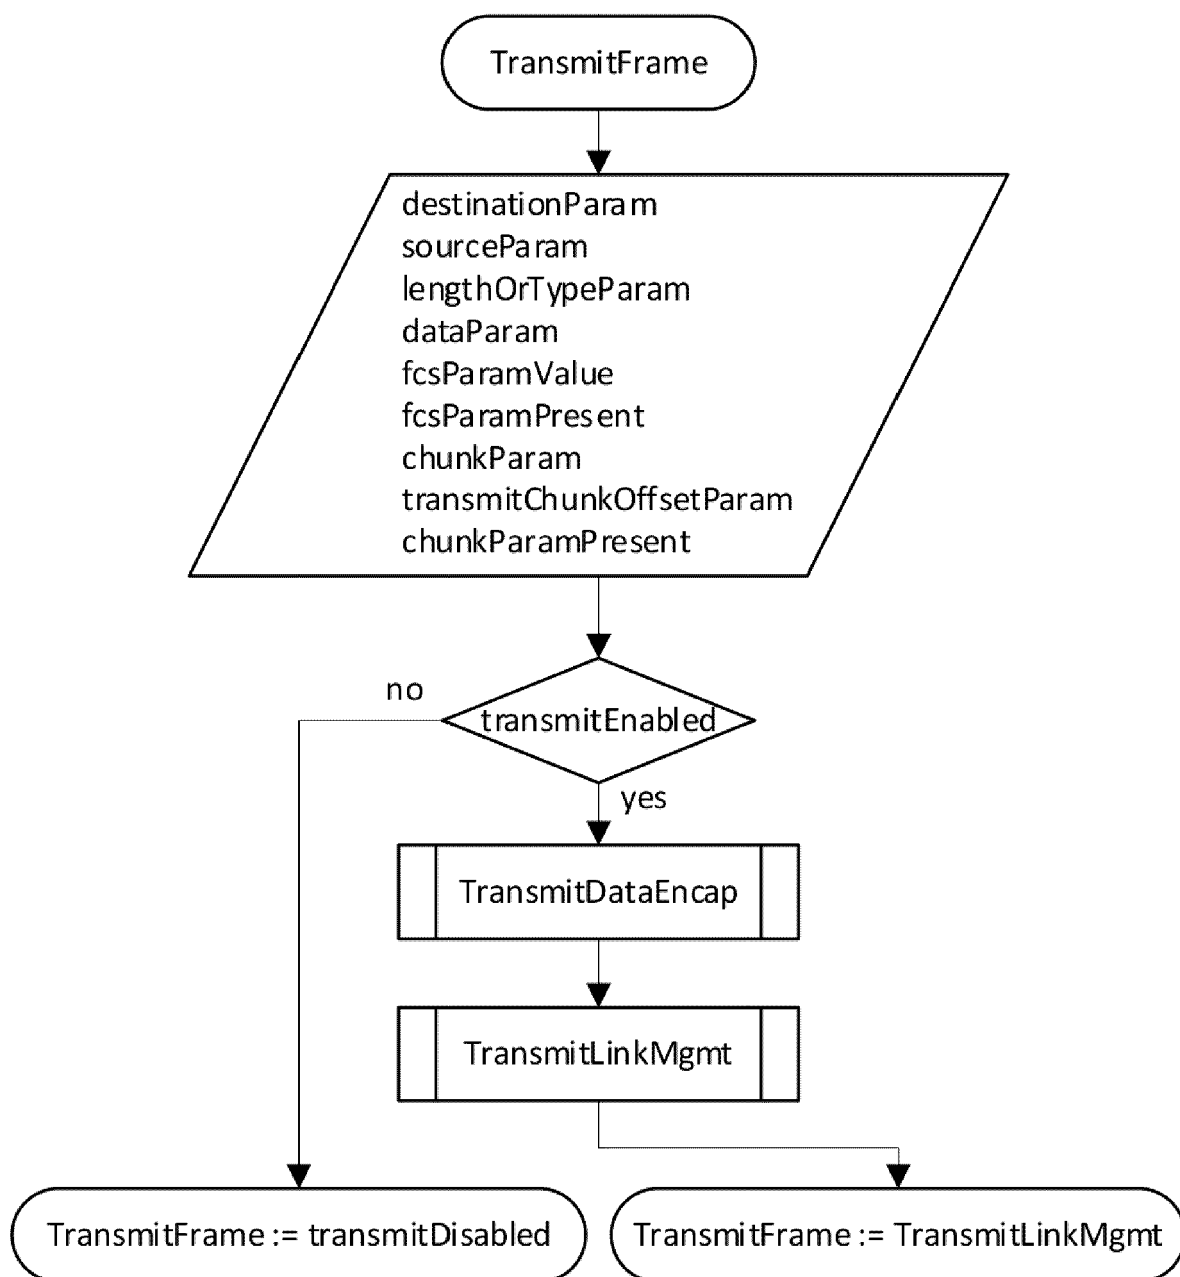 TransmitFrame
destinationParam
sourceParam
lengthOrTypeParam
dataParam
fcsParamValue
fcsParamPresent
chunkParam
transmitChunkOffsetParam
chunkParamPresent
no
transmitEnabled
yes
TransmitDataEncap
TransmitLinkMgmt
TransmitFrame := transmitDisabled
TransmitFrame := TransmitLinkMgmt